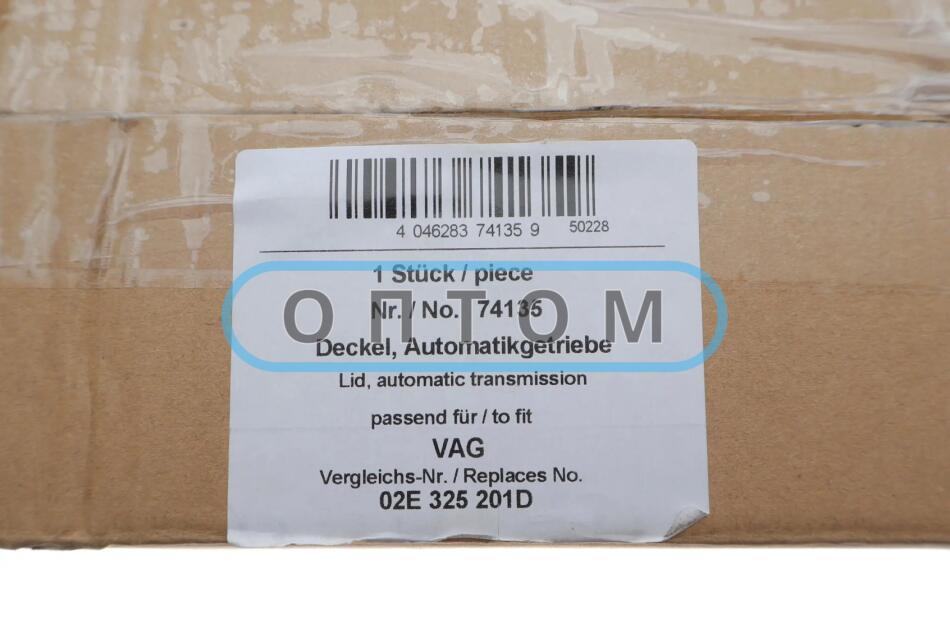 4 046283 74135 9 50228
1 Stück / piece
Nr. / No. 74135
ОПТОМ
Deckel, Automatikgetriebe
Lid, automatic transmission
passend für / to fit
VAG
Vergleichs-Nr. / Replaces No.
02E 325 201D